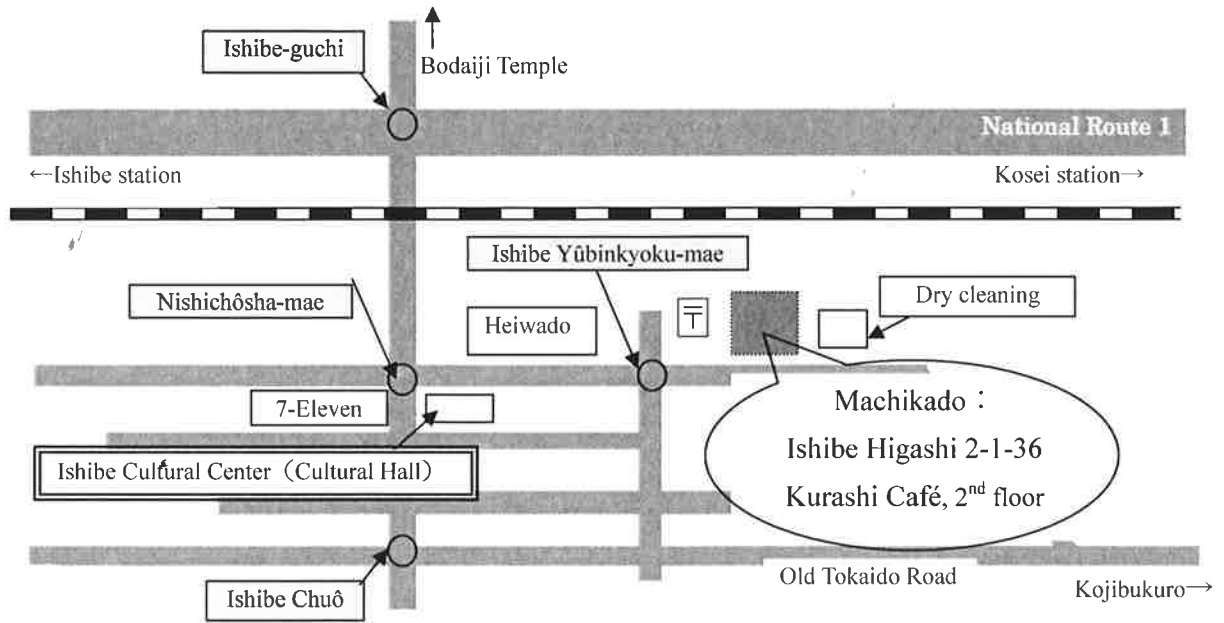 Ishibe-guchi
Bodaiji Temple
National Route 1
←Ishibe station
Kosei station→
Ishibe Yûbinkyoku-mae
Nishichôsha-mae
Heiwado
〒
Dry cleaning
7-Eleven
Machikado：
Ishibe Higashi 2-1-36
Kurashi Café, 2nd floor
Ishibe Cultural Center（Cultural Hall）
Old Tokaido Road
Kojibukuro→
Ishibe Chuô